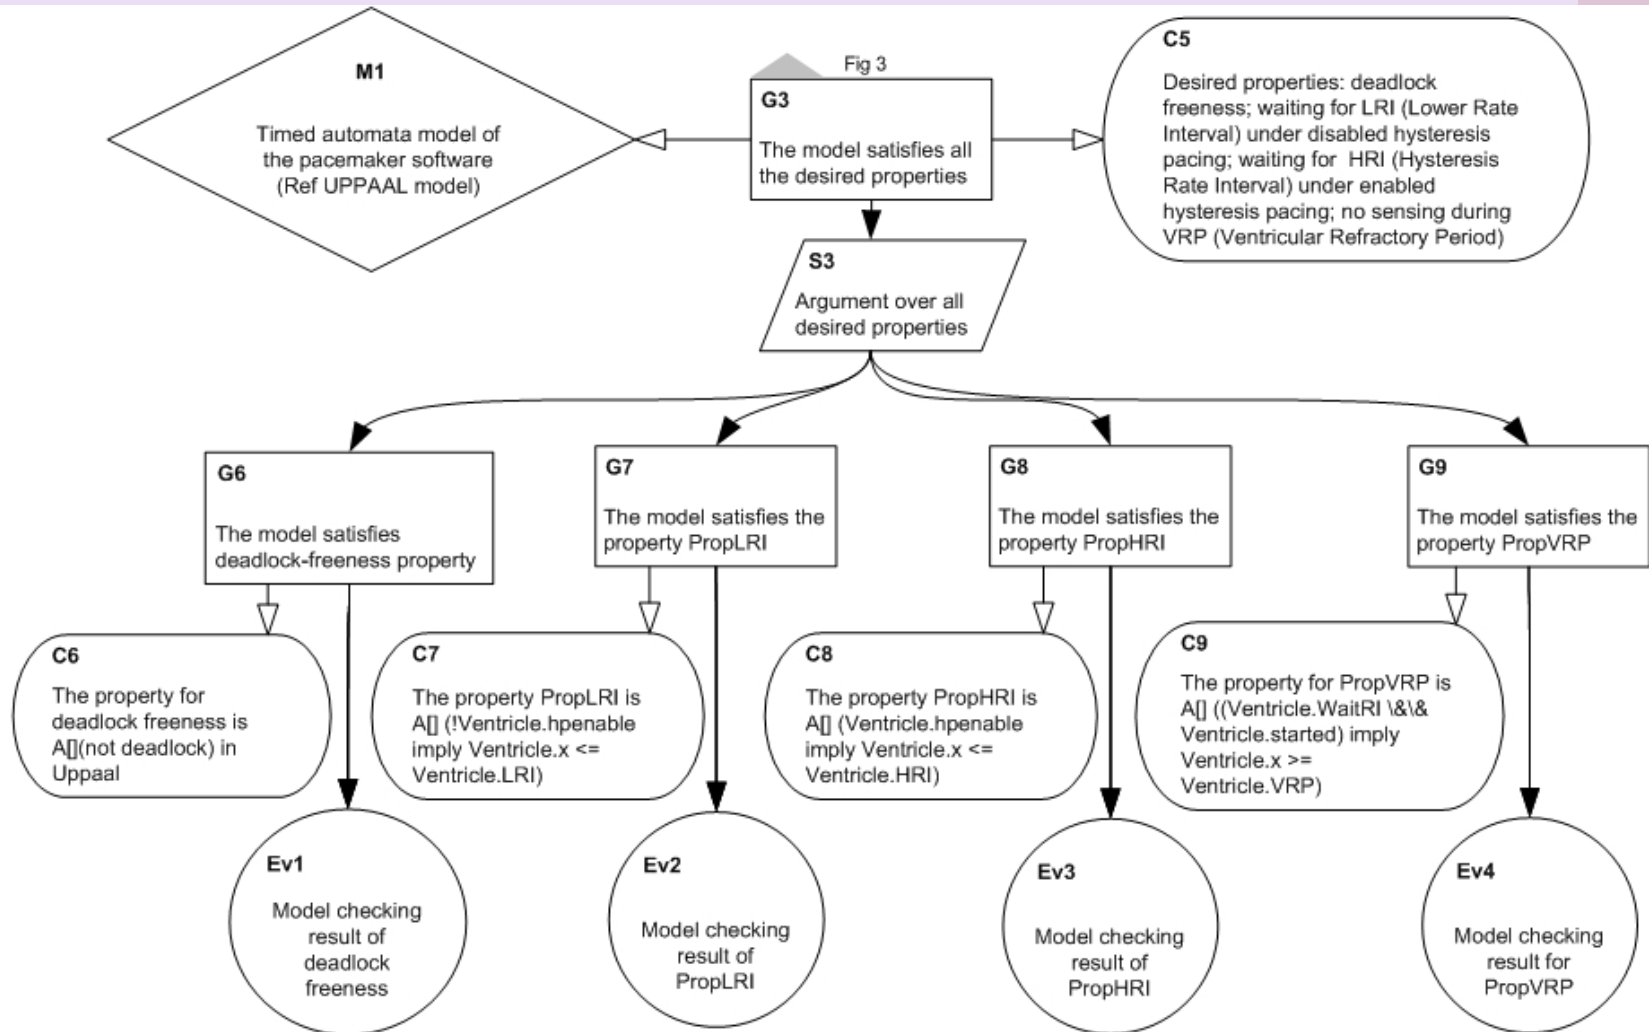 M1
Timed automata model of
the pacemaker software
(Ref UPPAAL model)
Fig 3
G3
The model satisfies all
the desired properties
C5
Desired properties: deadlock
freeness; waiting for LRI (Lower Rate
Interval) under disabled hysteresis
pacing; waiting for HRI (Hysteresis
Rate Interval) under enabled
hysteresis pacing; no sensing during
VRP (Ventricular Refractory Period)
S3
Argument over all
desired properties
G6
The model satisfies
deadlock-freeness property
G7
The model satisfies the
property PropLRI
G8
The model satisfies the
property PropHRI
G9
The model satisfies the
property PropVRP
C6
The property for
deadlock freeness is
A[](not deadlock) in
Uppaal
C7
The property PropLRI is
A[] (!Ventricle.hpenable
imply Ventricle.x <=
Ventricle.LRI)
C8
The property PropHRI is
A[] (Ventricle.hpenable
imply Ventricle.x <=
Ventricle.HRI)
C9
The property for PropVRP is
A[] ((Ventricle.WaitRI \&\&
Ventricle.started) imply
Ventricle.x >=
Ventricle.VRP)
Ev1
Model checking
result of
deadlock
freeness
Ev2
Model checking
result of
PropLRI
Ev3
Model checking
result of
PropHRI
Ev4
Model checking
result for
PropVRP